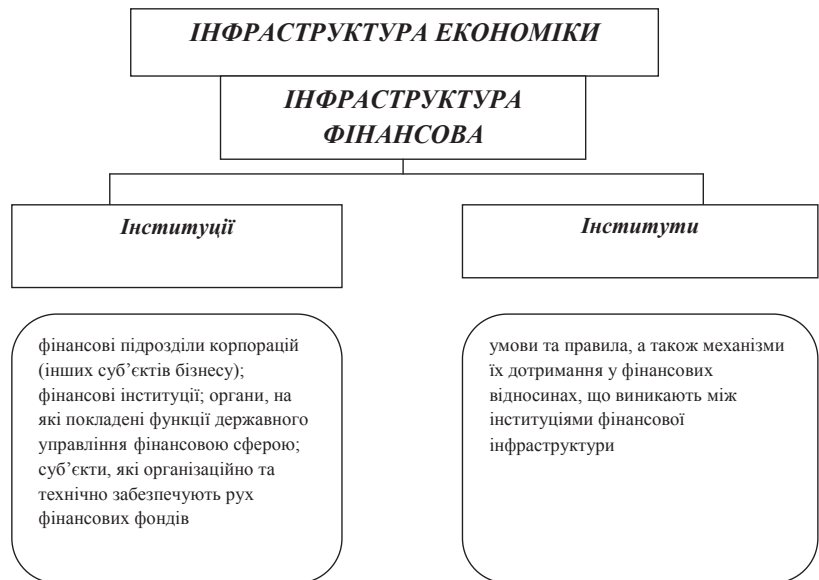 ІНФРАСТРУКТУРА ЕКОНОМІКИ
ІНФРАСТРУКТУРА
ФІНАНСОВА
Інституції
Інститути
фінансові підрозділи корпорацій
(інших суб’єктів бізнесу);
фінансові інституції; органи, на
які покладені функції державного
управління фінансовою сферою;
суб’єкти, які організаційно та
технічно забезпечують рух
фінансових фондів
умови та правила, а також механізми
їх дотримання у фінансових
відносинах, що виникають між
інституціями фінансової
інфраструктури